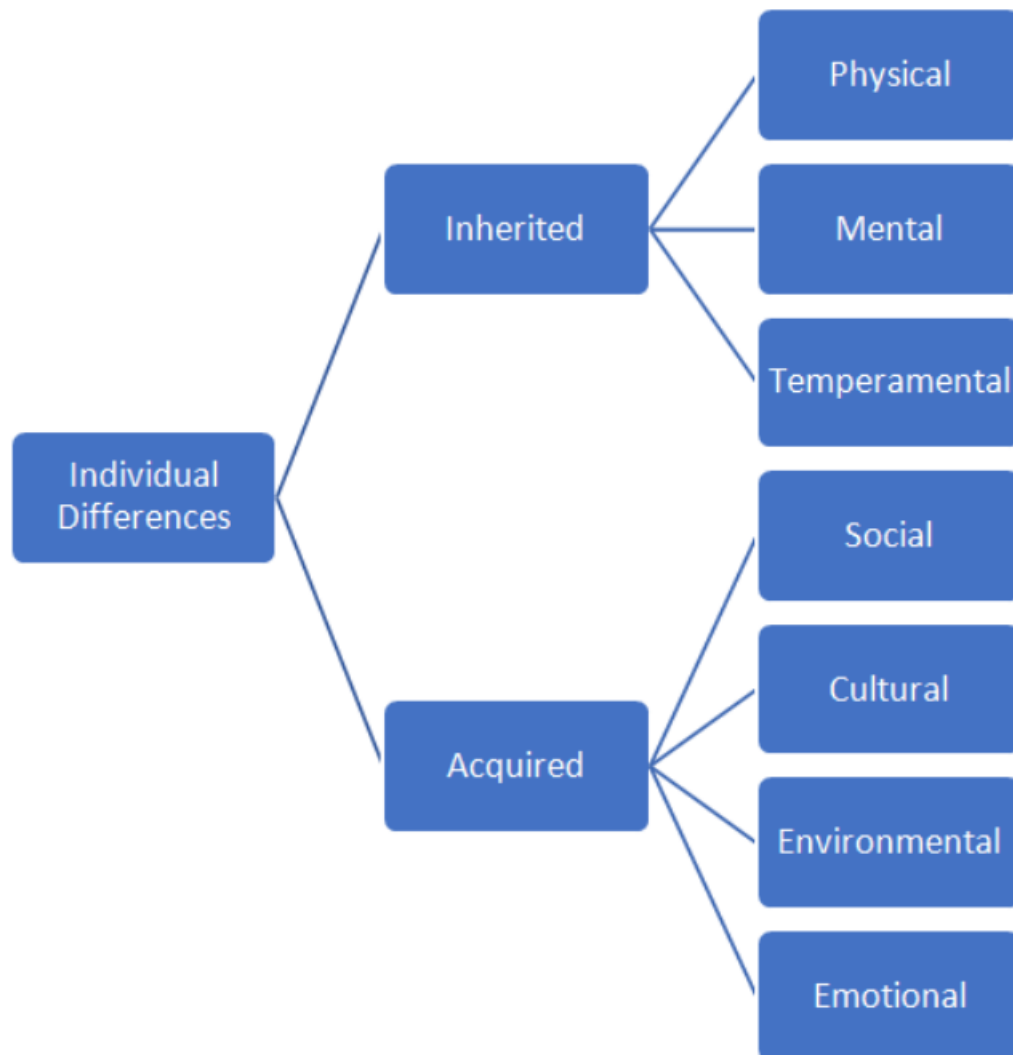 Physical
Inherited
Mental
Temperamental
Individual
Differences
Social
Cultural
Acquired
Environmental
Emotional